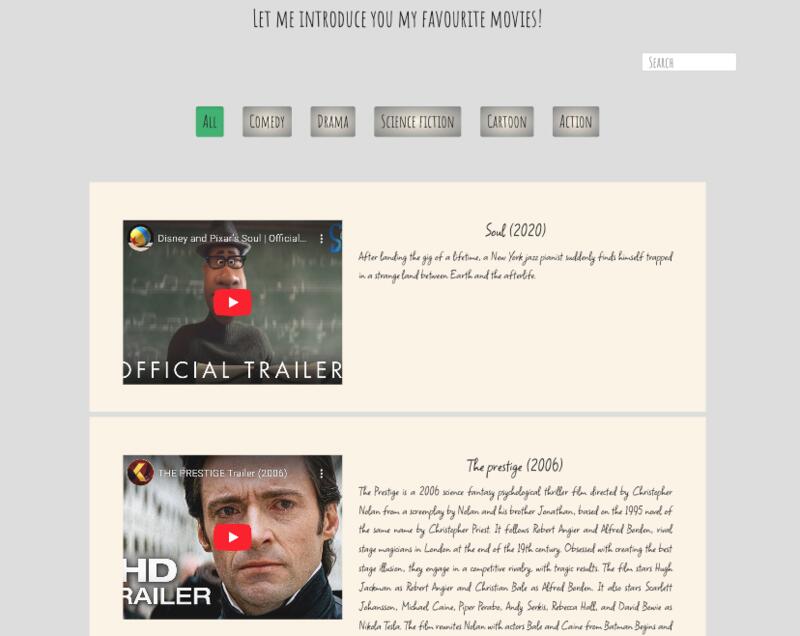 Let me introduce you my favourite movies!
Search
All
Comedy
Drama
Science fiction
Cartoon
Action
Disney and Pixar's Soul | Official...
OFFICIAL TRAILER
Soul (2020)
After landing the gig of a lifetime, a New York jazz pianist suddenly finds himself trapped
in a strange land between Earth and the afterlife.
THE PRESTIGE Trailer (2006)
HD
TRAILER
The prestige (2006)
The Prestige is a 2006 science fantasy psychological thriller film directed by Christopher
Nolan from a screenplay by Nolan and his brother Jonathan, based on the 1995 novel of
the same name by Christopher Priest. It follows Robert Angier and Alfred Borden, rival
stage magicians in London at the end of the 19th century. Obsessed with creating the best
stage illusion, they engage in a competitive rivalry, with tragic results. The film stars Hugh
Jackman as Robert Angier and Christian Bale as Alfred Borden. It also stars Scarlett
Johansson, Michael Caine, Piper Perabo, Andy Serkis, Rebecca Hall, and David Bowie as
Nikola Tesla. The film reunites Nolan with actors Bale and Caine from Batman Begins and